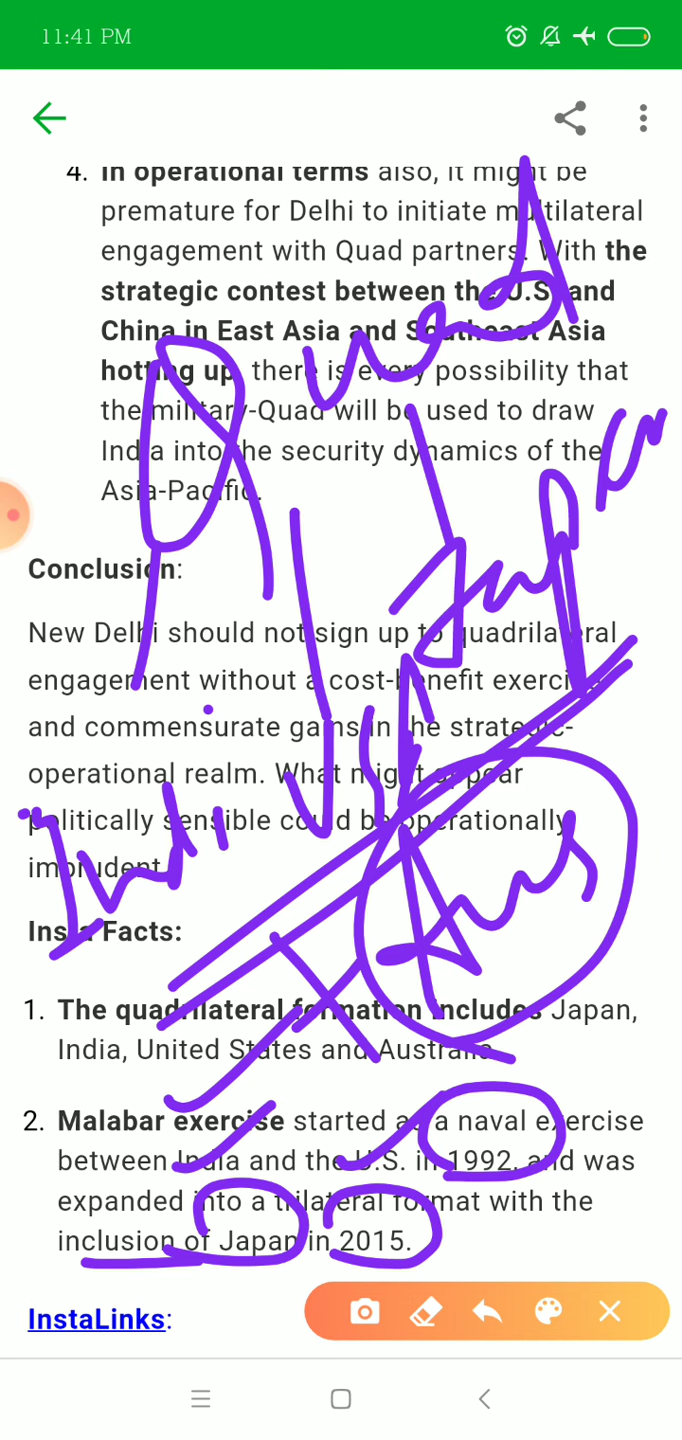 11:41 PM
4. In operational terms also, it might be
premature for Delhi to initiate multilateral
engagement with Quad partners. With the
strategic contest between the U.S. and
China in East Asia and Southeast Asia
hotting up, there is every possibility that
the military-Quad will be used to draw
India into the security dynamics of the
Asia-Pacific.
Quad
Japan
Conclusion:
New Delhi should not sign up to quadrilateral
engagement without a cost-benefit exercise
and commensurate gains in the strategic-
operational realm. What might appear
politically sensible could be operationally
imprudent.
Indi
US
Aus
Insta Facts:
1. The quadrilateral formation includes Japan,
India, United States and Australia.
2. Malabar exercise started as a naval exercise
between India and the U.S. in 1992, and was
expanded into a trilateral format with the
inclusion of Japan in 2015.
InstaLinks: